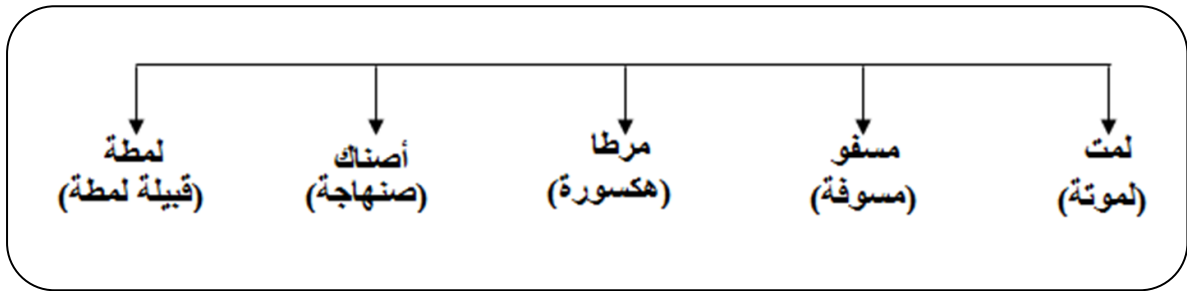 لمت
(لموتة)
مسفو
(مسوفة)
مرطا
(هكسورة)
أصناك
(صنهاجة)
لمطة
(قبيلة لمطة)